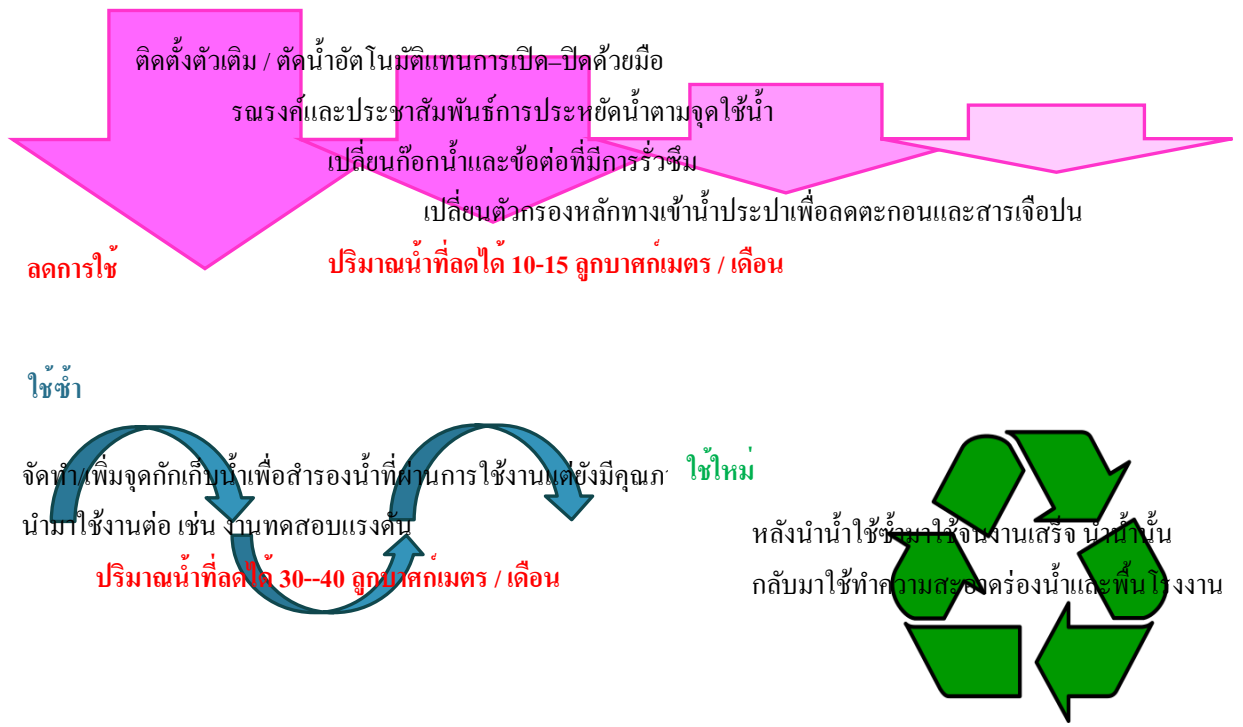 ติดตั้งตัวเติม / ตัดน้ำอัตโนมัติแทนการเปิด–ปิดด้วยมือ
รณรงค์และประชาสัมพันธ์การประหยัดน้ำตามจุดใช้น้ำ
เปลี่ยนก๊อกน้ำและข้อต่อที่มีการรั่วซึม
เปลี่ยนตัวกรองหลักทางเข้าน้ำประปาเพื่อลดตะกอนและสารเจือปน
ลดการใช้
ปริมาณน้ำที่ลดได้ 10-15 ลูกบาศก์เมตร / เดือน
ใช้ซ้ำ
จัดทำ/เพิ่มจุดกักเก็บน้ำเพื่อสำรองน้ำที่ผ่านการใช้งานแต่ยังมี
นำมาใช้งานต่อ เช่น งานทดสอบแรงดัน
ปริมาณน้ำที่ลดได้ 30--40 ลูกบาศก์เมตร / เดือน
ใช้ใหม่
หลังนำน้ำใช้ซ้ำมาใช้จนงานเสร็จ นำน้ำนั้น
กลับมาใช้ทำความสะอาดร่องน้ำและพื้นโรงงาน